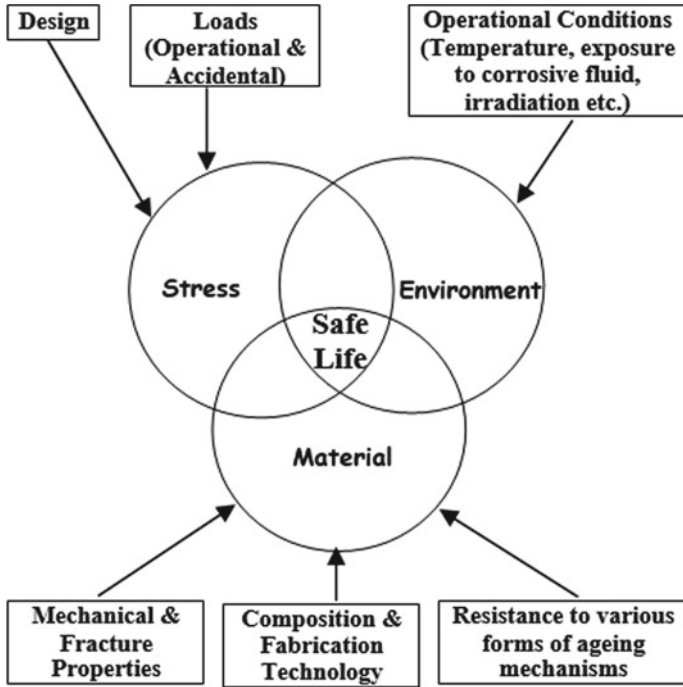 Design
Loads
(Operational &
Accidental)
Operational Conditions
(Temperature, exposure
to corrosive fluid,
irradiation etc.)
Stress
Environment
Safe
Life
Material
Mechanical &
Fracture
Properties
Composition &
Fabrication
Technology
Resistance to various
forms of ageing
mechanisms